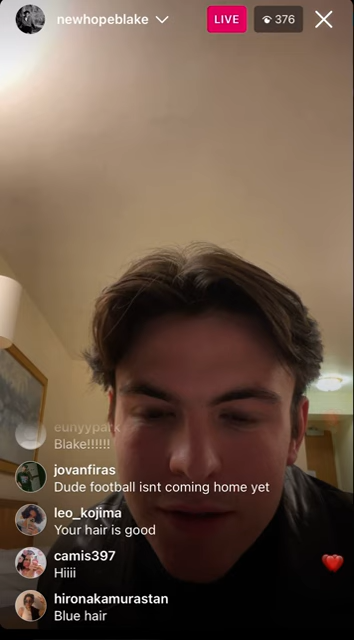 newhopeblake
LIVE
376
eunyypark
Blake!!!!!!
jovanfiras
Dude football isnt coming home yet
leo_kojima
Your hair is good
camis397
Hiiii
hironakamurastan
Blue hair